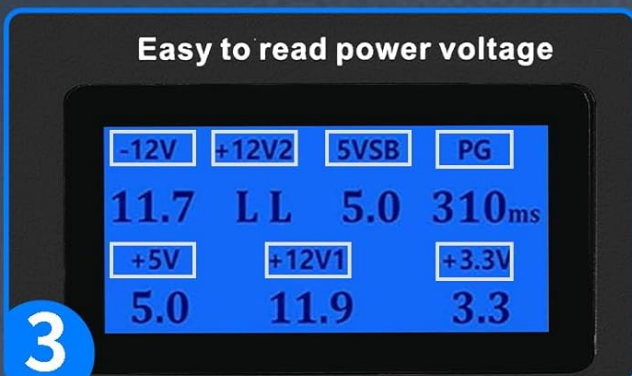 Easy to read power voltage
-12V +12V2 5VSB PG
11.7 LL 5.0 310ms
+5V +12V1 +3.3V
5.0 11.9 3.3
3